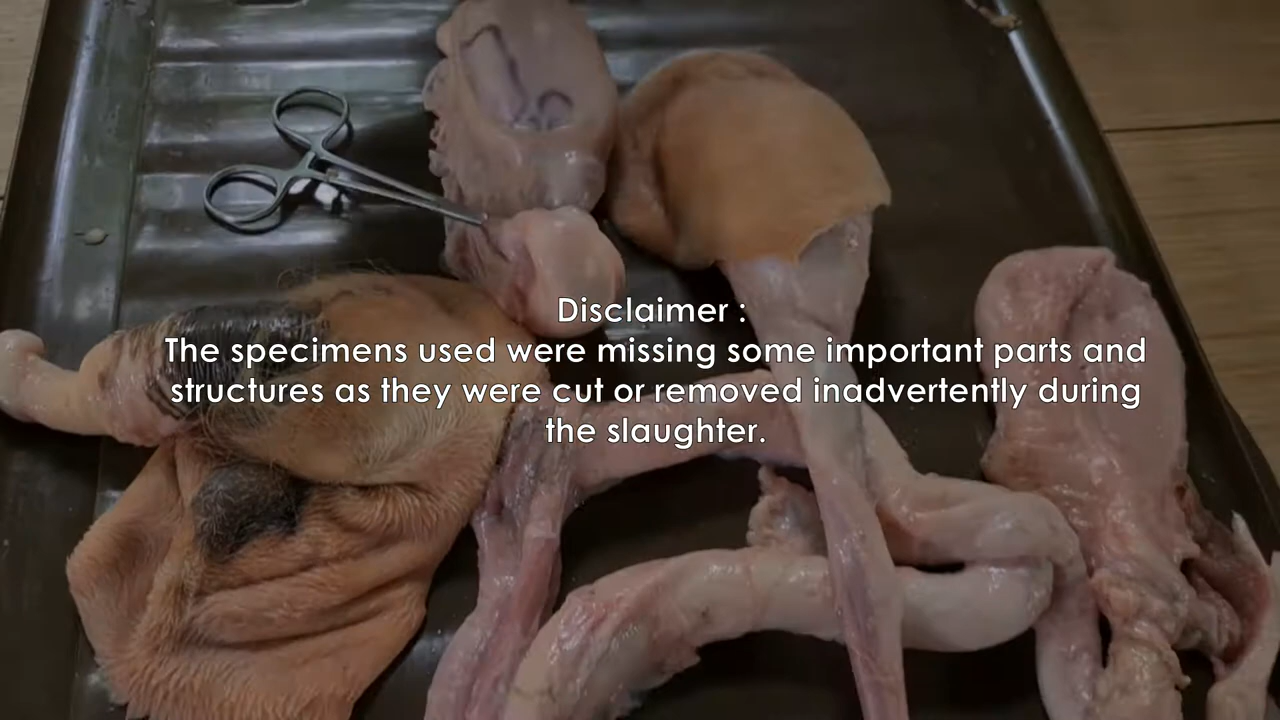 Disclaimer :
The specimens used were missing some important parts and
structures as they were cut or removed inadvertently during
the slaughter.